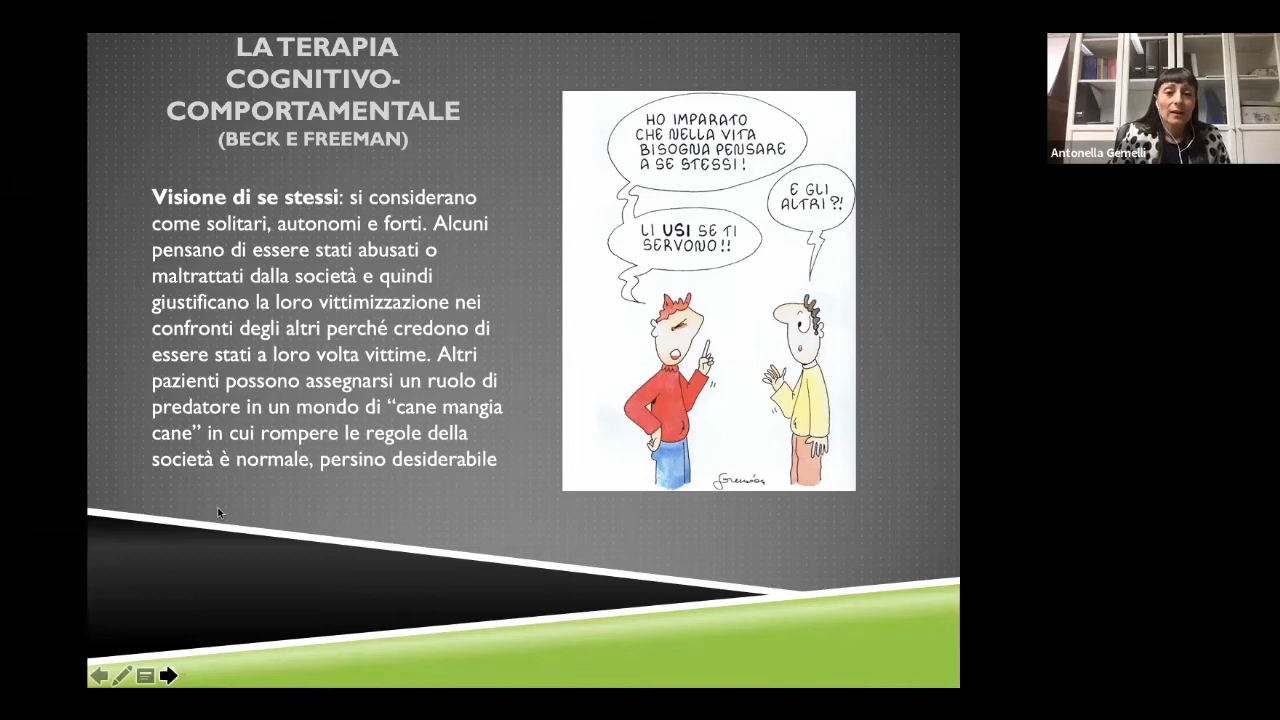 LA TERAPIA
COGNITIVO-
COMPORTAMENTALE
(BECK E FREEMAN)
Visione di se stessi: si considerano
come solitari, autonomi e forti. Alcuni
pensano di essere stati abusati o
maltrattati dalla società e quindi
giustificano la loro vittimizzazione nei
confronti degli altri perché credono di
essere stati a loro volta vittime. Altri
pazienti possono assegnarsi un ruolo di
predatore in un mondo di “cane mangia
cane” in cui rompere le regole della
società è normale, persino desiderabile
HO IMPARATO
CHE NELLA VITA
BISOGNA PENSARE
A SE STESSI!
E GLI
ALTRI?!
LI USI SE TI
SERVONO!!
Antonella Gemelli